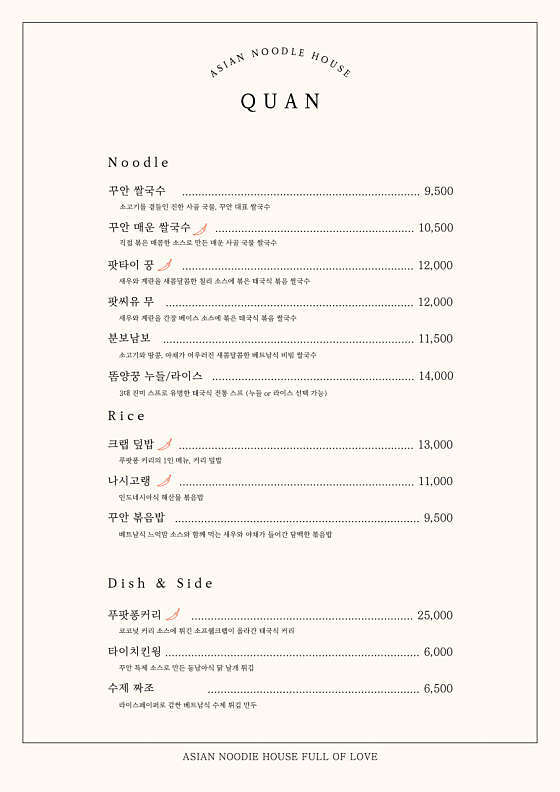 ASIAN NOODLE HOUSE
QUAN
Noodle
꾸안 쌀국수 9,500
소고기를 곁들인 진한 사골 국물, 꾸안 대표 쌀국수
꾸안 매운 쌀국수 10,500
직접 볶은 매콤한 소스로 만든 매운 사골 국물 쌀국수
팟타이 꿍 12,000
새우와 계란을 새콤달콤한 칠리 소스에 볶은 태국식 볶음 쌀국수
팟씨유 무 12,000
새우와 계란을 간장 베이스 소스에 볶은 태국식 볶음 쌀국수
분보남보 11,500
소고기와 땅콩, 야채가 어우러진 새콤달콤한 베트남식 비빔 쌀국수
똠양꿍 누들/라이스 14,000
3대 진미 스프로 유명한 태국식 전통 스프 (누들 or 라이스 선택 가능)
Rice
크랩 덮밥 13,000
푸팟퐁 커리의 1인 메뉴, 커리 덮밥
나시고랭 11,000
인도네시아식 해산물 볶음밥
꾸안 볶음밥 9,500
베트남식 느억맘 소스와 함께 먹는 새우와 야채가 들어간 담백한 볶음밥
Dish & Side
푸팟퐁커리 25,000
코코넛 커리 소스에 튀긴 소프트쉘크랩이 올라간 태국식 커리
타이치킨윙 6,000
꾸안 특제 소스로 만든 동남아식 닭 날개 튀김
수제 짜조 6,500
라이스페이퍼로 감싼 베트남식 수제 튀김 만두
ASIAN NOODIE HOUSE FULL OF LOVE